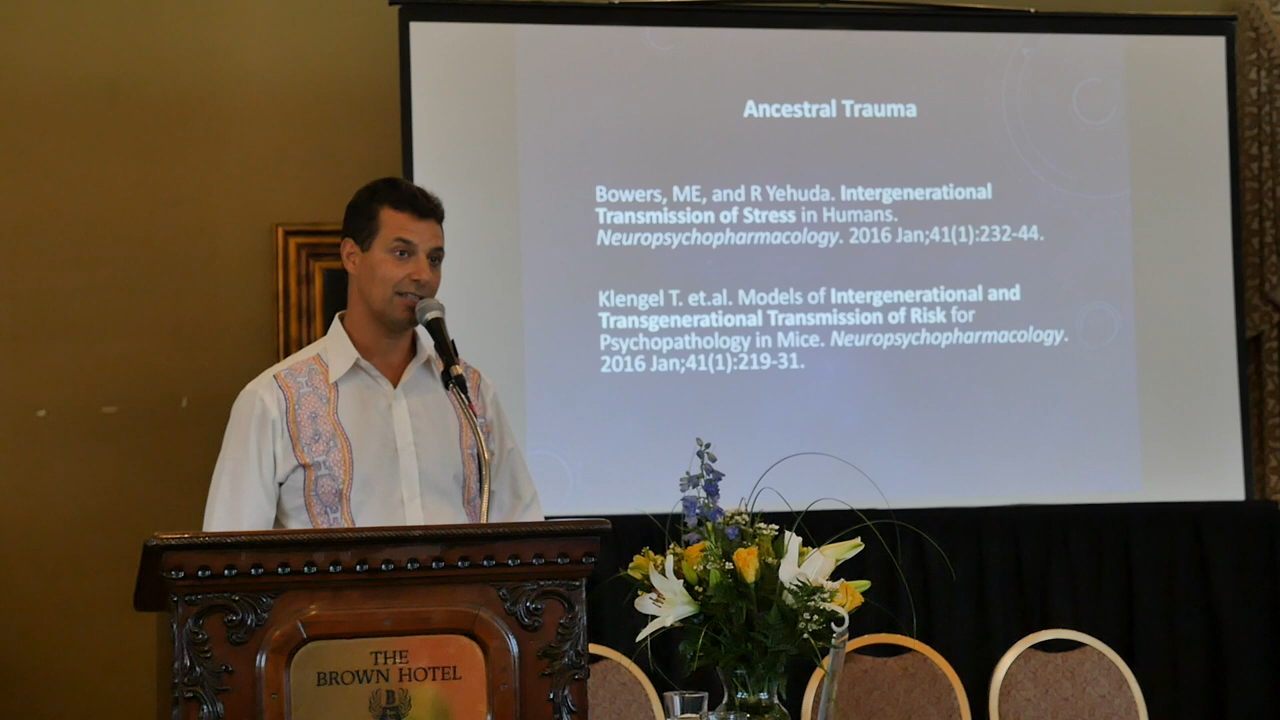 Ancestral Trauma
Bowers, ME, and R Yehuda. Intergenerational
Transmission of Stress in Humans.
Neuropsychopharmacology. 2016 Jan;41(1):232-44.
Klengel T. et.al. Models of Intergenerational and
Transgenerational Transmission of Risk for
Psychopathology in Mice. Neuropsychopharmacology.
2016 Jan;41(1):219-31.
THE
BROWN HOTEL
B